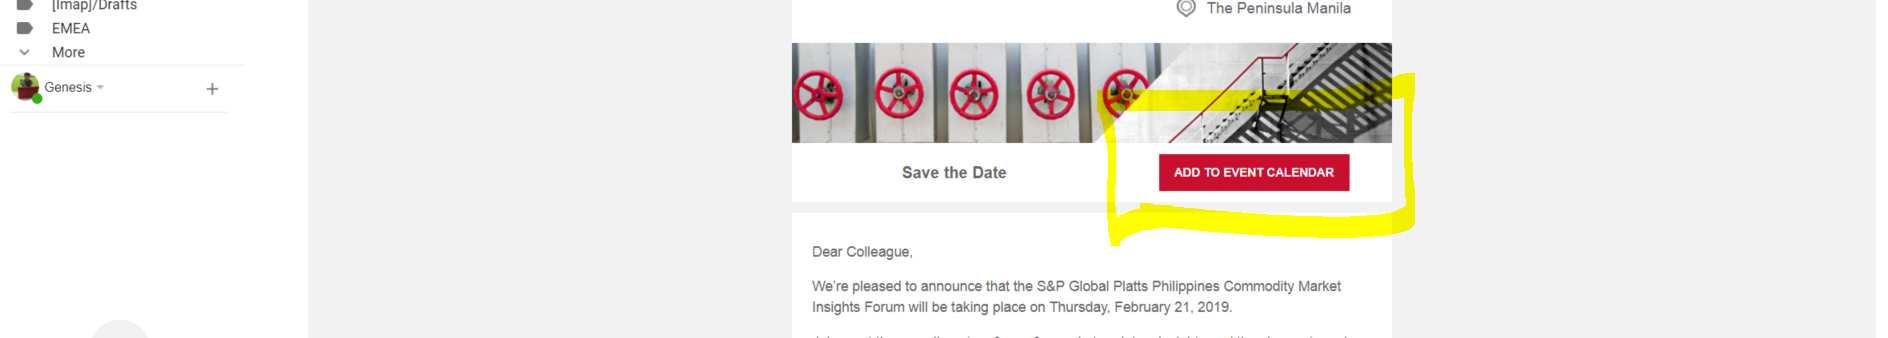 [Imap]/Drafts
EMEA
More
Genesis
The Peninsula Manila
Save the Date
ADD TO EVENT CALENDAR
Dear Colleague,
We're pleased to announce that the S&P Global Platts Philippines Commodity Market
Insights Forum will be taking place on Thursday, February 21, 2019.